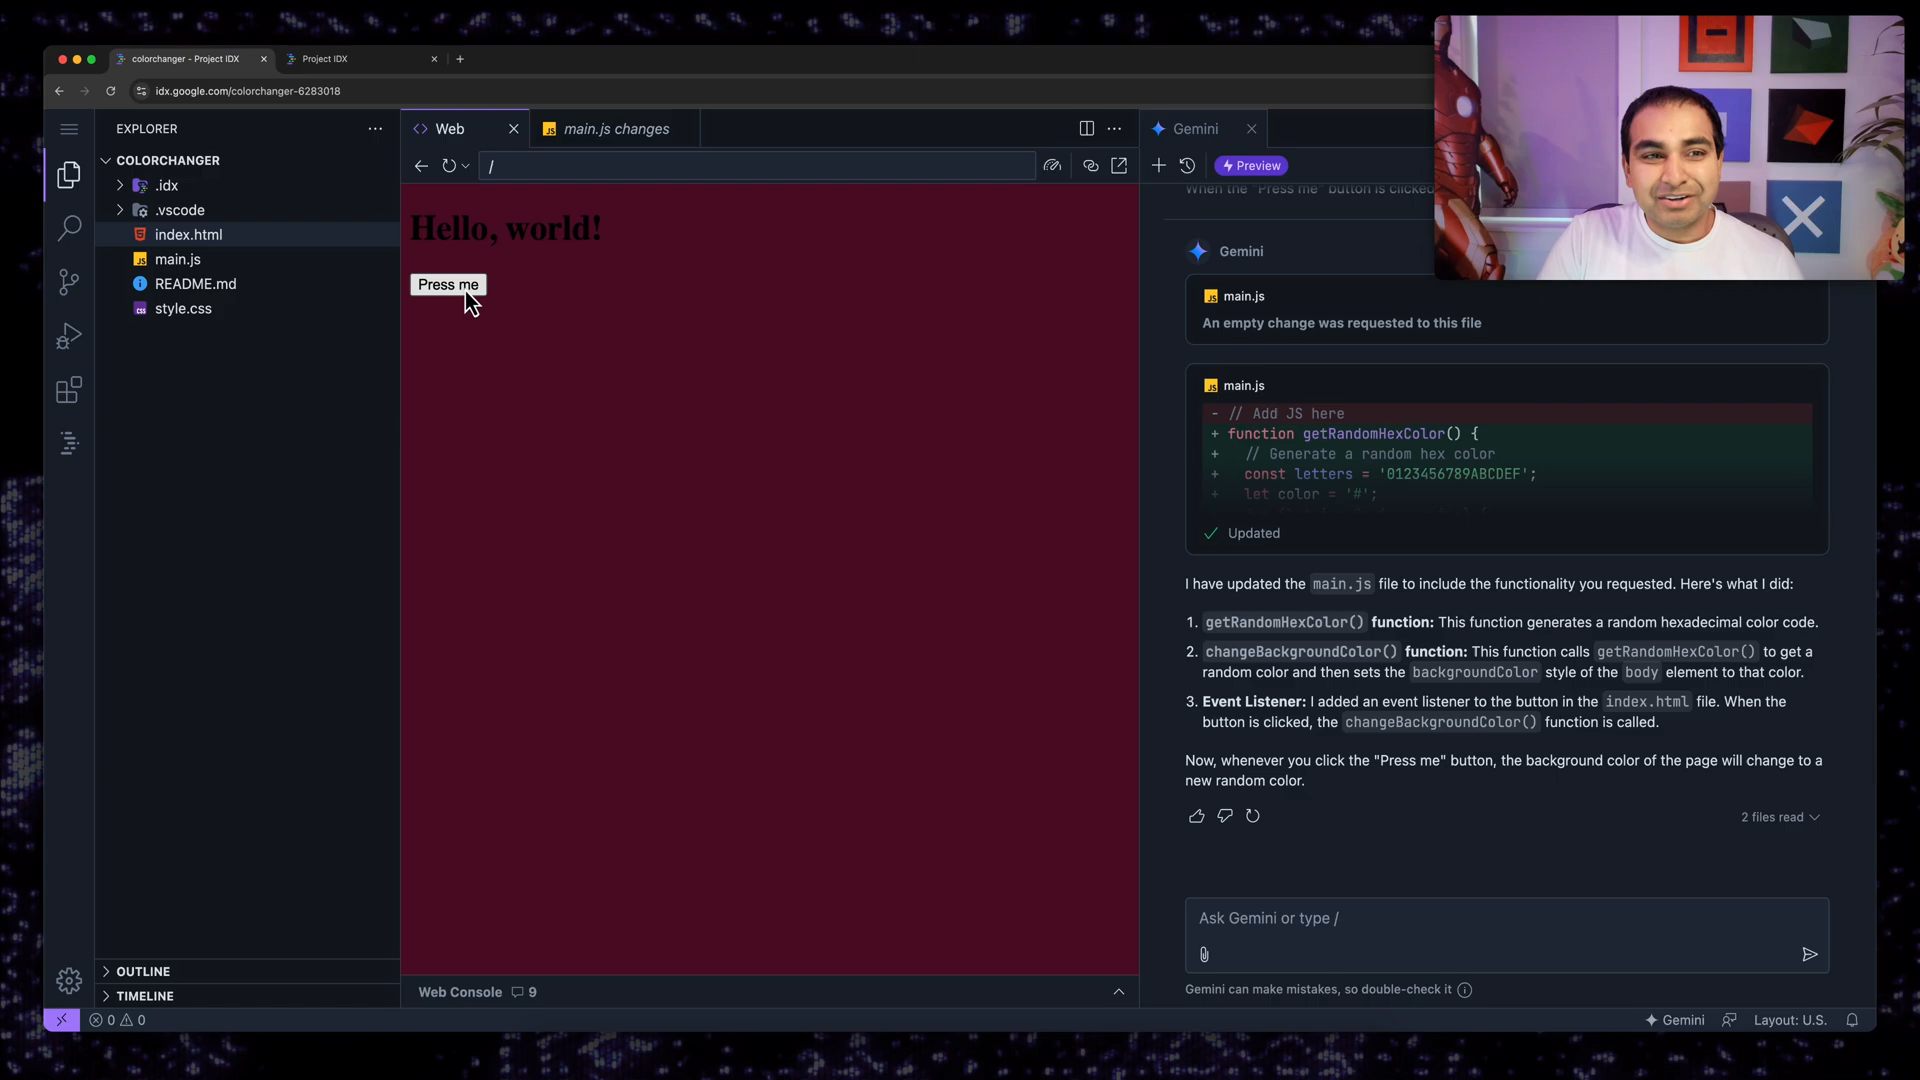 colorchanger - Project IDX
Project IDX
idx.google.com/colorchanger-6283018
EXPLORER
COLORCHANGER
.idx
.vscode
index.html
main.js
README.md
style.css
OUTLINE
TIMELINE
0 0
Web
main.js changes
/
Hello, world!
Press me
Web Console 9
Gemini
Preview
When the "Press me" button is clicked
Gemini
main.js
An empty change was requested to this file
main.js
- // Add JS here
+ function getRandomHexColor() {
+ // Generate a random hex color
+ const letters = '0123456789ABCDEF';
+ let color = '#';
Updated
I have updated the main.js file to include the functionality you requested. Here's what I did:
1. getRandomHexColor() function: This function generates a random hexadecimal color code.
2. changeBackgroundColor() function: This function calls getRandomHexColor() to get a
random color and then sets the backgroundColor style of the body element to that color.
3. Event Listener: I added an event listener to the button in the index.html file. When the
button is clicked, the changeBackgroundColor() function is called.
Now, whenever you click the "Press me" button, the background color of the page will change to a
new random color.
2 files read
Ask Gemini or type /
Gemini can make mistakes, so double-check it
Gemini
Layout: U.S.